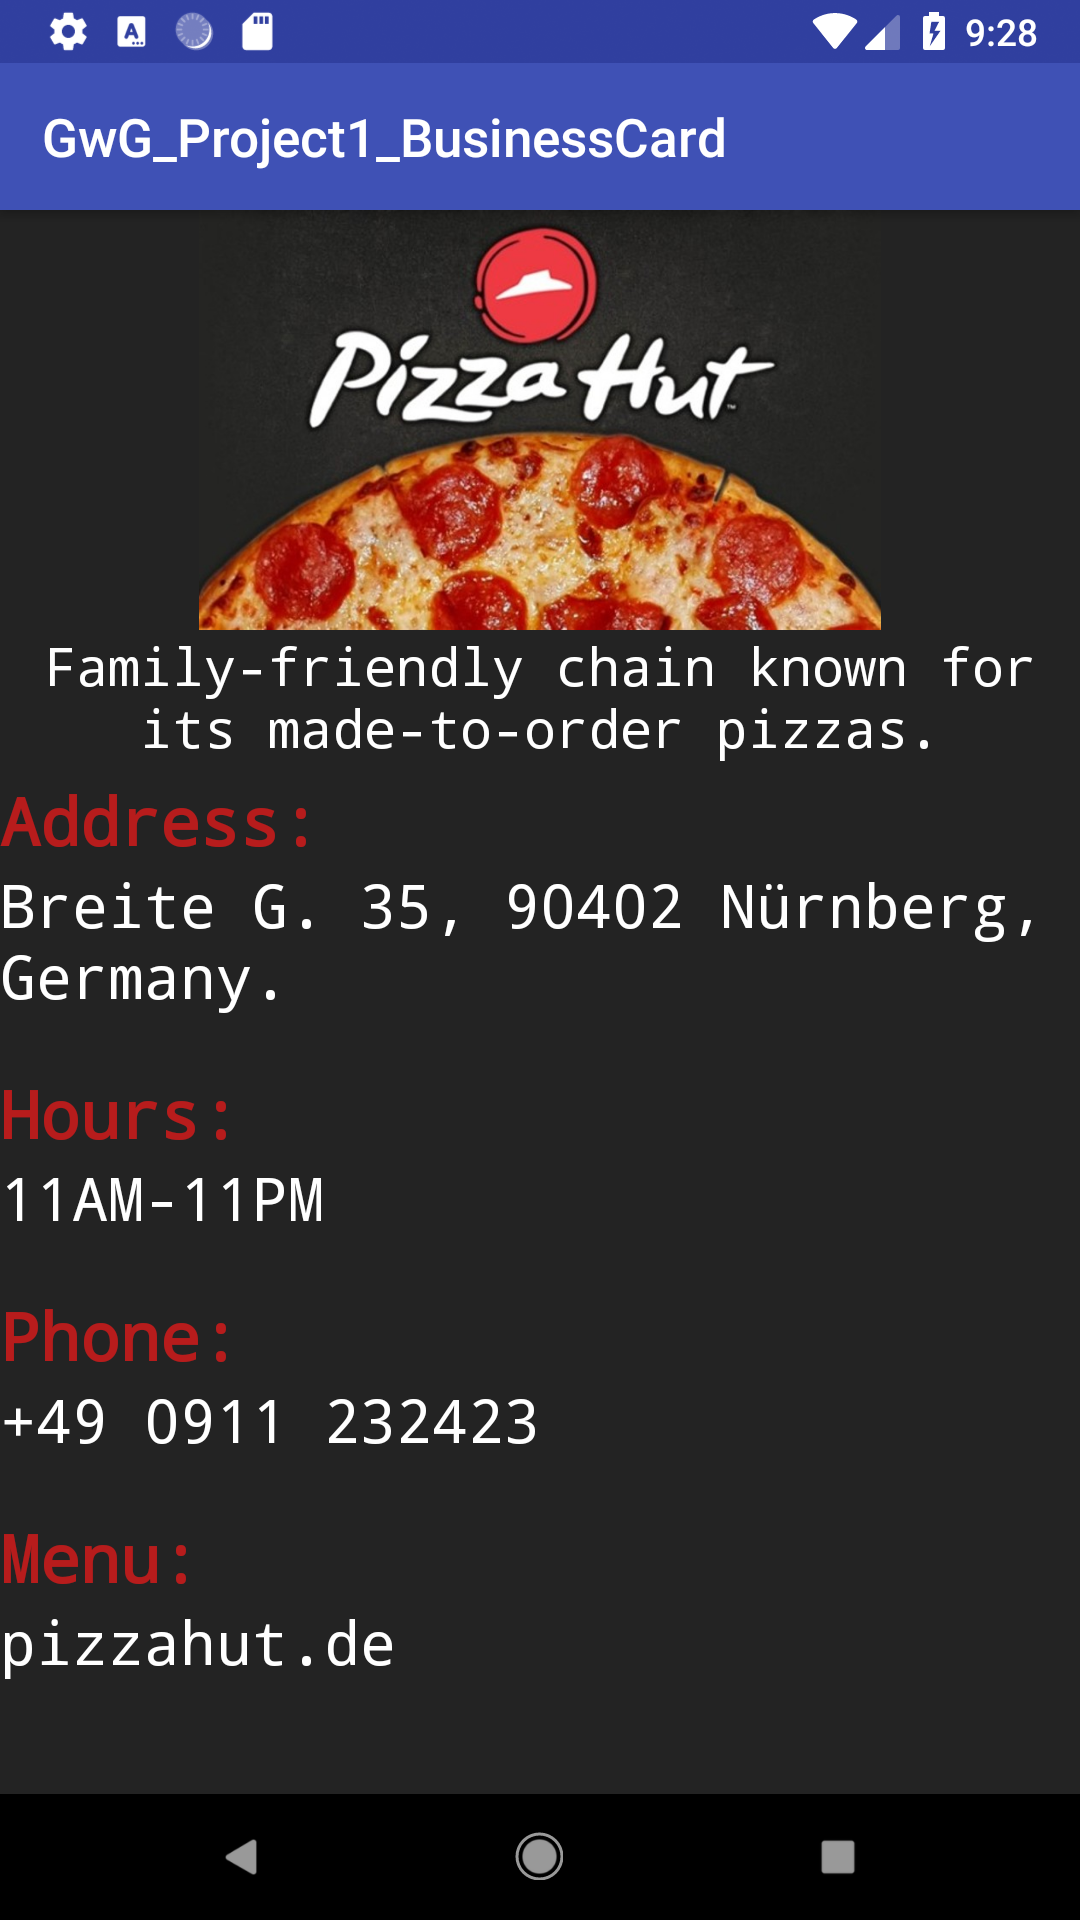 9:28
GwG_Project1_BusinessCard
Pizza Hut™
Family-friendly chain known for
its made-to-order pizzas.
Address:
Breite G. 35, 90402 Nürnberg,
Germany.
Hours:
11AM-11PM
Phone:
+49 0911 232423
Menu:
pizzahut.de